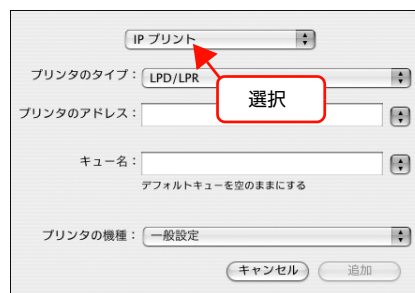 IP プリント
プリンタのタイプ： LPD/LPR
選択
プリンタのアドレス：
キュー名：
デフォルトキューを空のままにする
プリンタの機種： 一般設定
キャンセル 追加